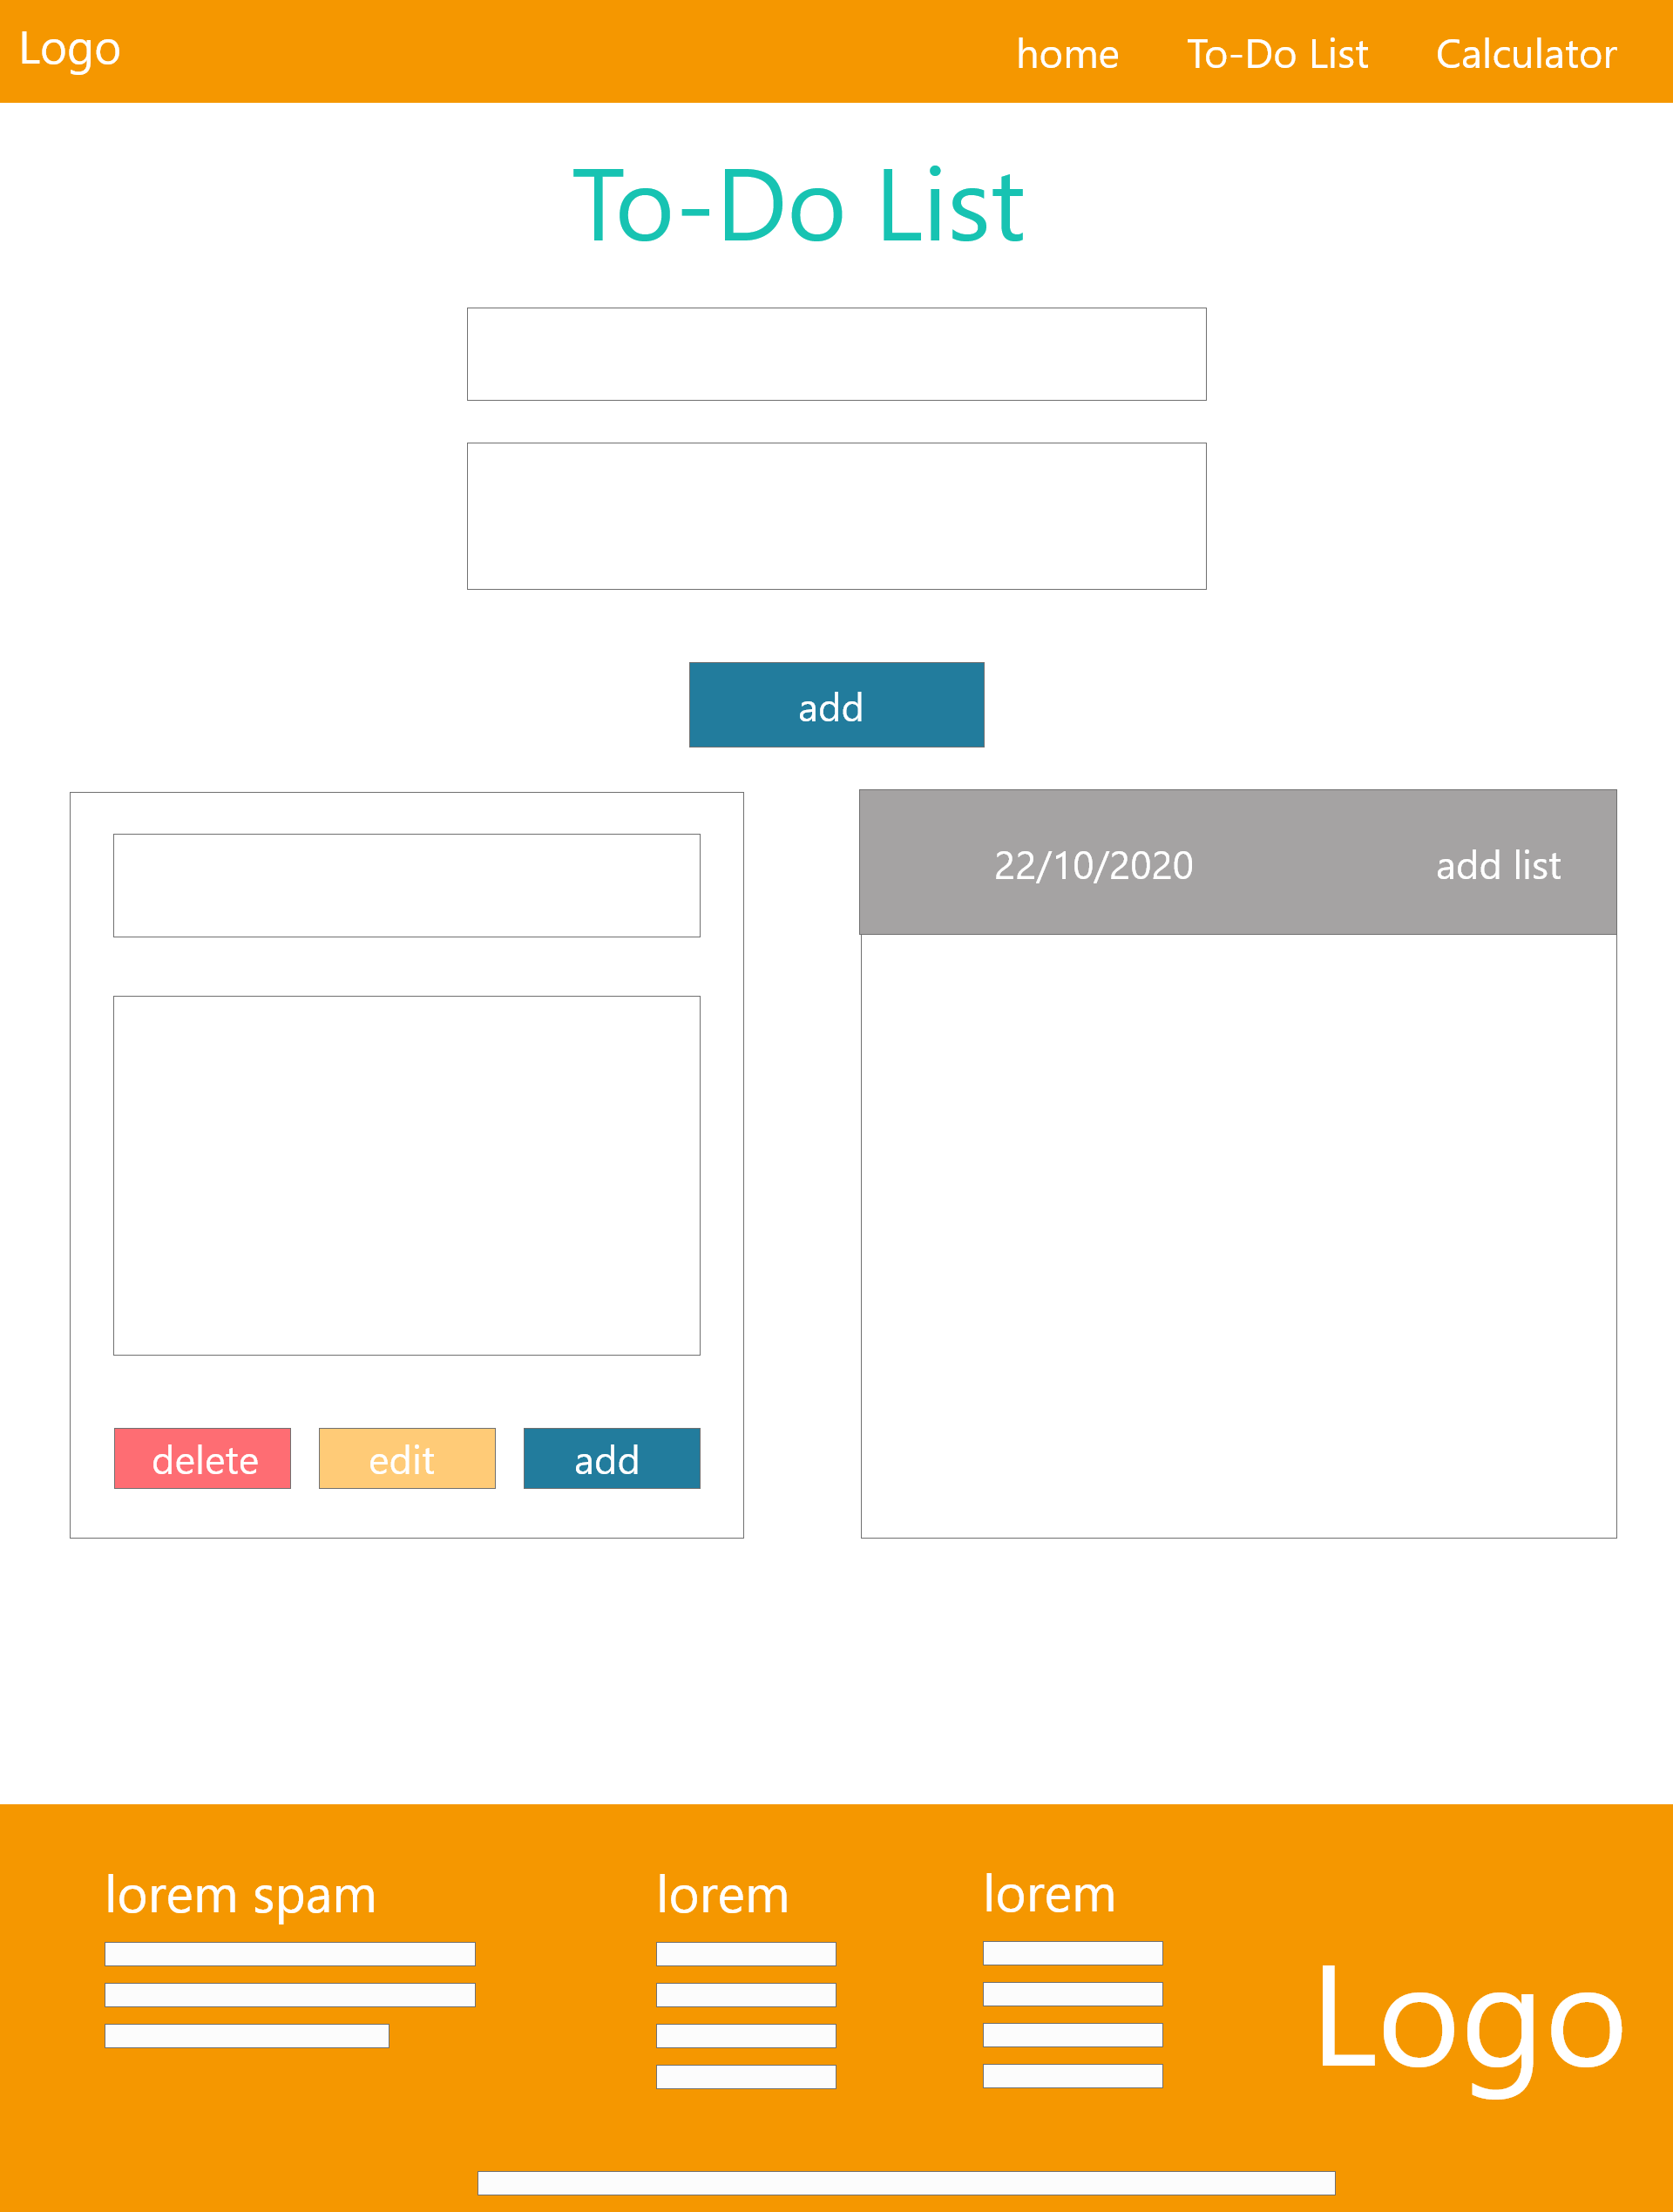 Logo
home To-Do List Calculator
To-Do List
add
22/10/2020 add list
delete edit add
lorem spam lorem lorem
Logo